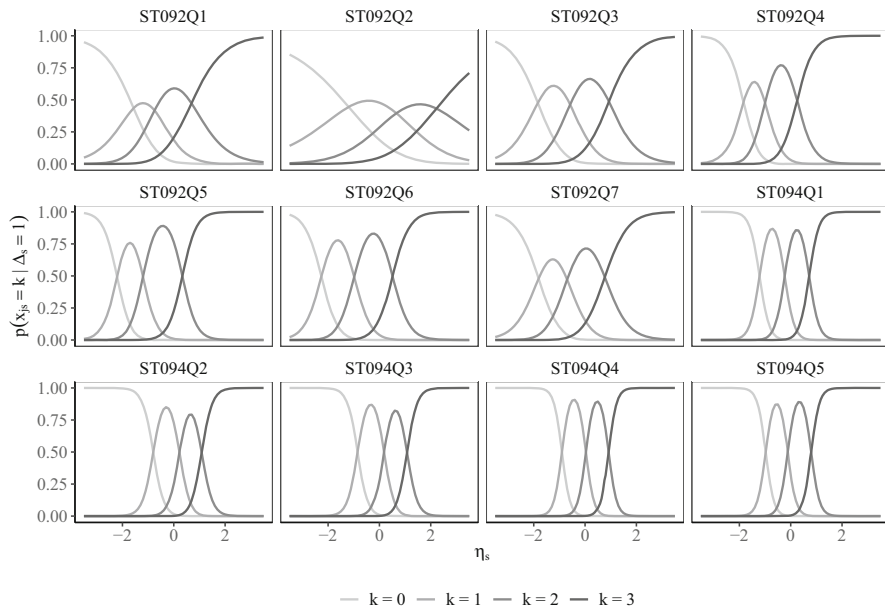 ST092Q1 ST092Q2 ST092Q3 ST092Q4
1.00
0.75
0.50
0.25
0.00
ST092Q5 ST092Q6 ST092Q7 ST094Q1
1.00
0.75
0.50
0.25
0.00
ST094Q2 ST094Q3 ST094Q4 ST094Q5
1.00
0.75
0.50
0.25
0.00
p(x_js = k | Δ_s = 1)
−2 0 2 −2 0 2 −2 0 2 −2 0 2
η_s
k = 0 k = 1 k = 2 k = 3